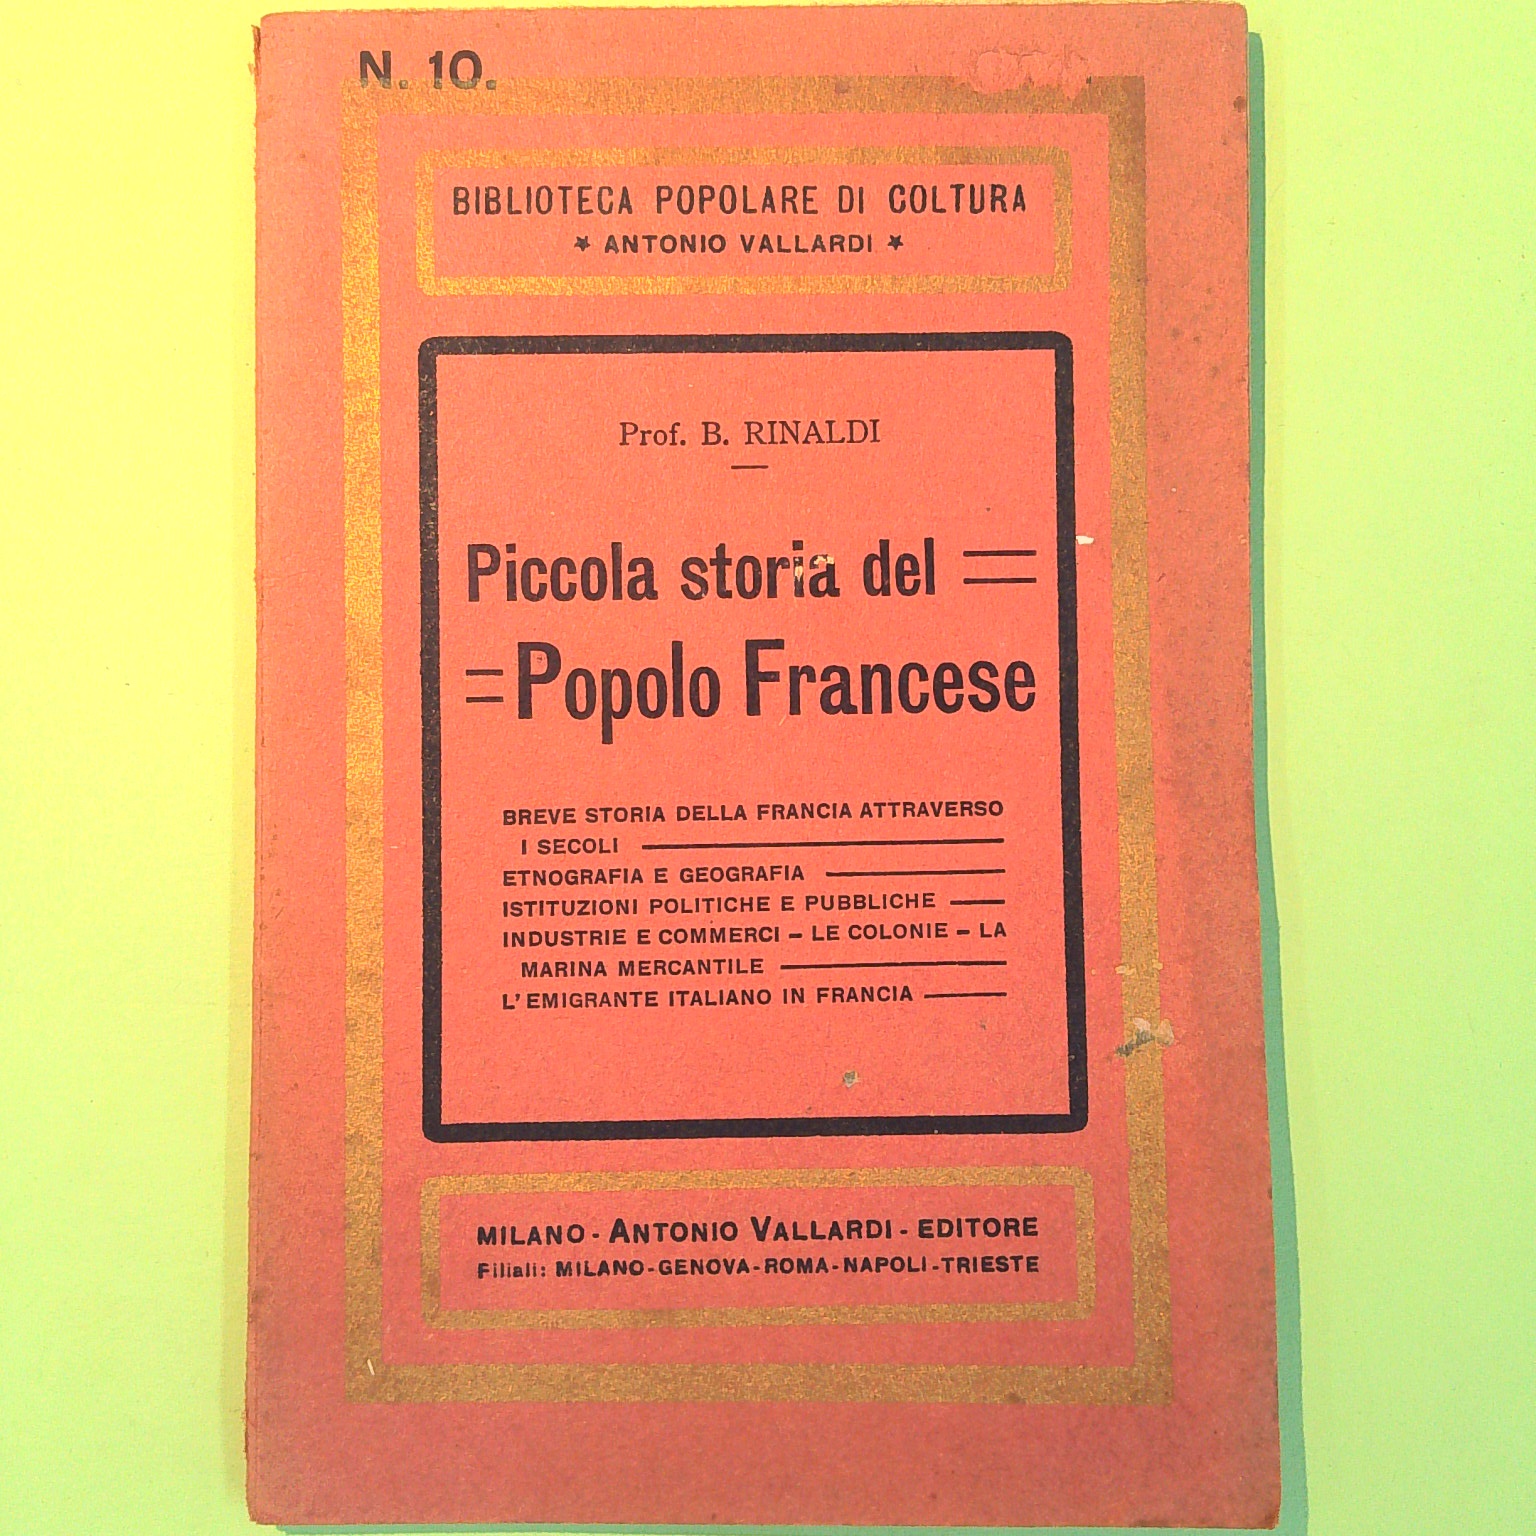 N. 10.
BIBLIOTECA POPOLARE DI COLTURA
★ ANTONIO VALLARDI ★
Prof. B. RINALDI
Piccola storia del
Popolo Francese
BREVE STORIA DELLA FRANCIA ATTRAVERSO
I SECOLI
ETNOGRAFIA E GEOGRAFIA
ISTITUZIONI POLITICHE E PUBBLICHE
INDUSTRIE E COMMERCI – LE COLONIE – LA
MARINA MERCANTILE
L'EMIGRANTE ITALIANO IN FRANCIA
MILANO - ANTONIO VALLARDI - EDITORE
Filiali: MILANO-GENOVA-ROMA-NAPOLI-TRIESTE